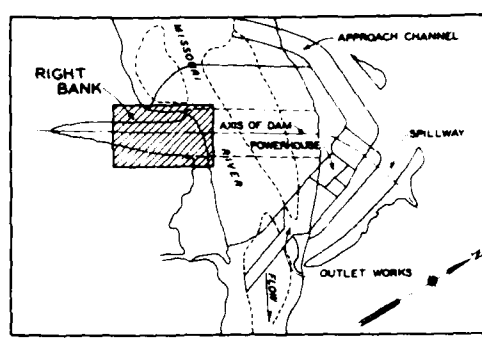 MISSOURI
APPROACH CHANNEL
RIGHT
BANK
AXIS OF DAM
SPILLWAY
POWERHOUSE
RIVER
OUTLET WORKS
FLOW
N